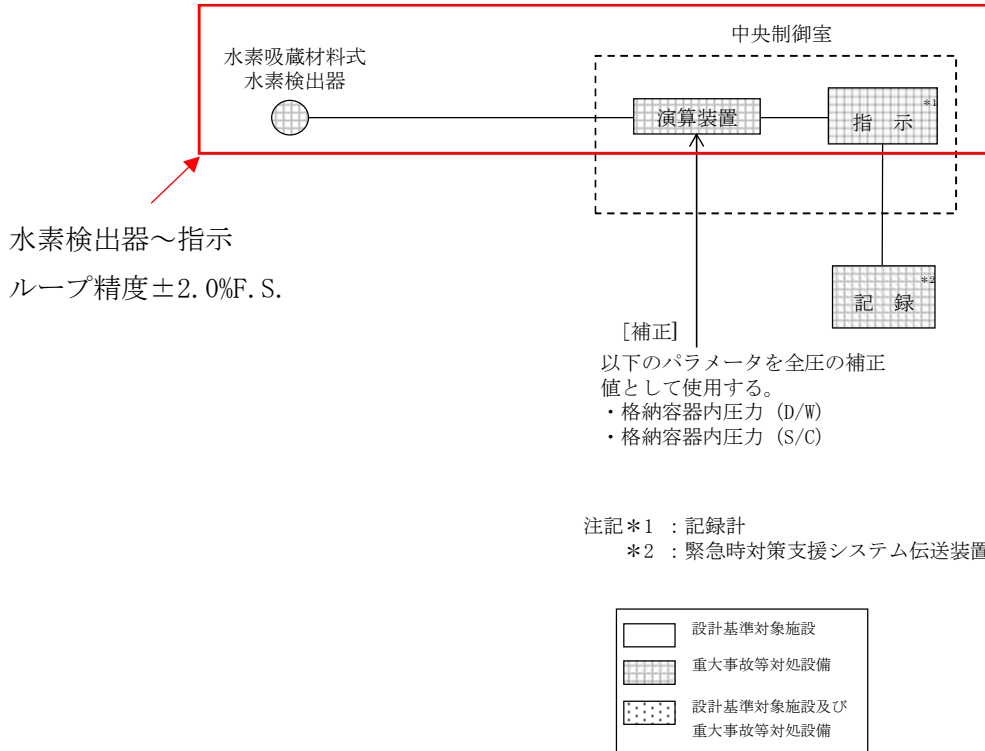 中央制御室
水素吸蔵材料式
水素検出器
演算装置
指 示
*1
水素検出器～指示
ループ精度±2.0%F.S.
記 録
*2
[補正]
以下のパラメータを全圧の補正
値として使用する。
・格納容器内圧力 (D/W)
・格納容器内圧力 (S/C)
注記*1 : 記録計
*2 : 緊急時対策支援システム伝送装置
設計基準対象施設
重大事故等対処設備
設計基準対象施設及び
重大事故等対処設備